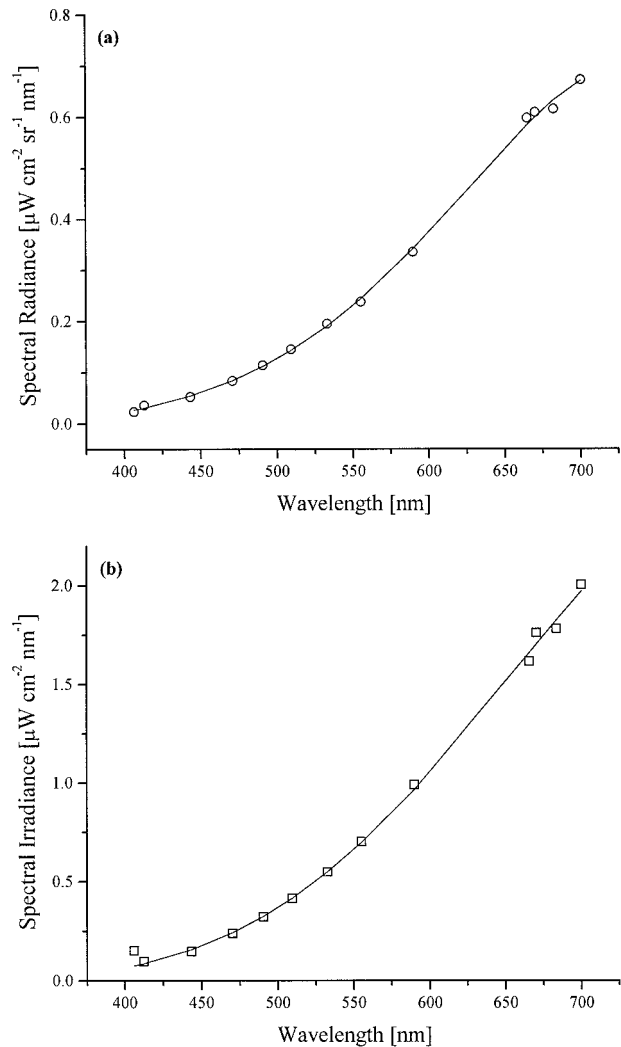 (a)
Spectral Radiance [µW cm-2 sr-1 nm-1]
0.8
0.6
0.4
0.2
0.0
400 450 500 550 600 650 700
Wavelength [nm]
(b)
Spectral Irradiance [µW cm-2 nm-1]
2.0
1.5
1.0
0.5
0.0
400 450 500 550 600 650 700
Wavelength [nm]